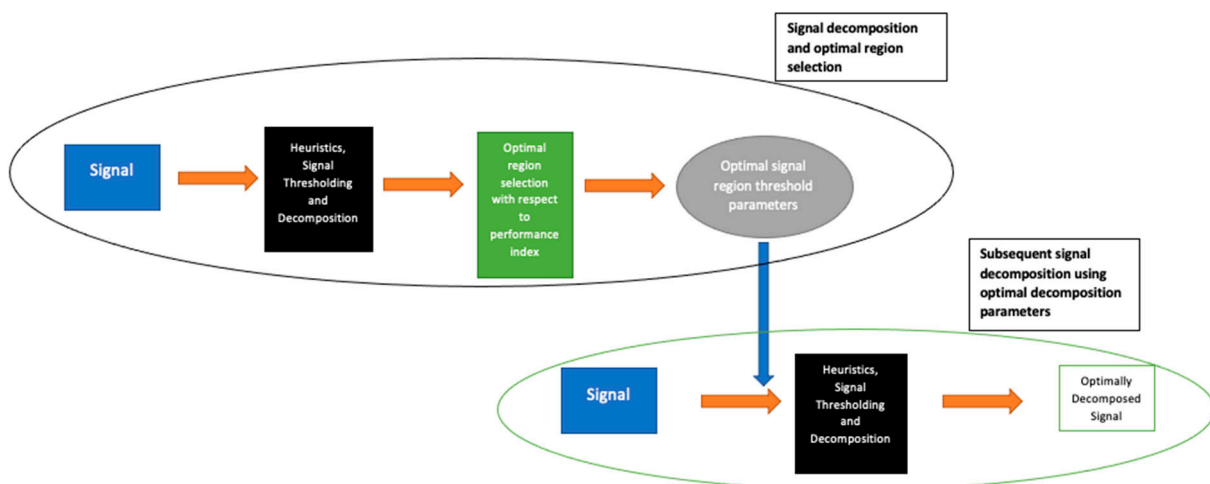 Signal decomposition
and optimal region
selection
Signal
Heuristics,
Signal
Thresholding
and
Decomposition
Optimal
region
selection
with respect
to
performance
index
Optimal signal
region threshold
parameters
Subsequent signal
decomposition using
optimal decomposition
parameters
Signal
Heuristics,
Signal
Thresholding
and
Decomposition
Optimally
Decomposed
Signal